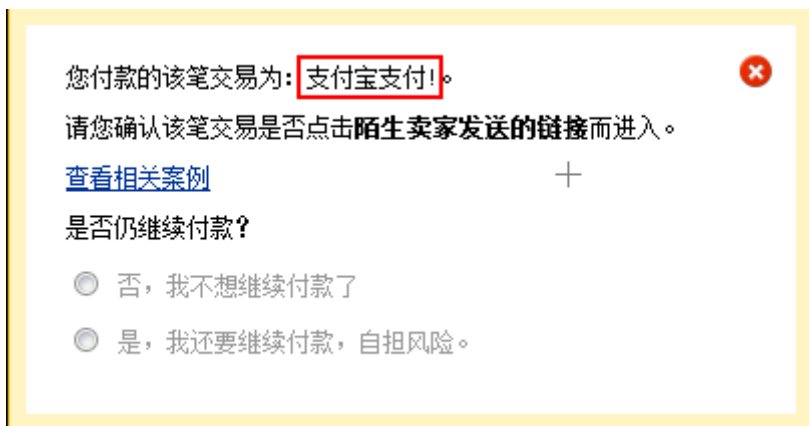 您付款的该笔交易为：支付宝支付!。
请您确认该笔交易是否点击陌生卖家发送的链接而进入。
查看相关案例
是否仍继续付款?
否，我不想继续付款了
是，我还要继续付款，自担风险。